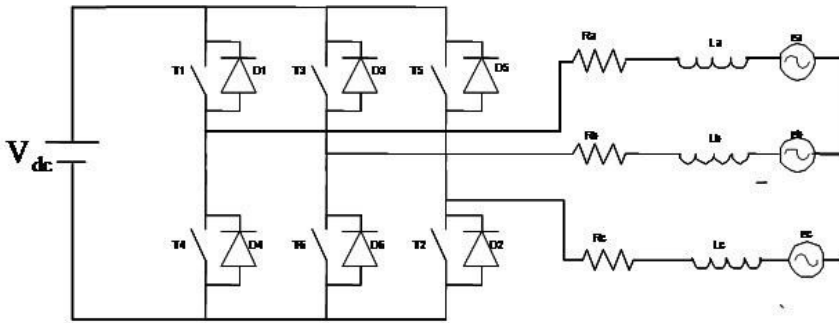 Ra
La
ea
T1
D1
T3
D3
T5
D5
Vdc
Rb
Lb
eb
T4
D4
T6
D6
T2
D2
Rc
Lc
ec